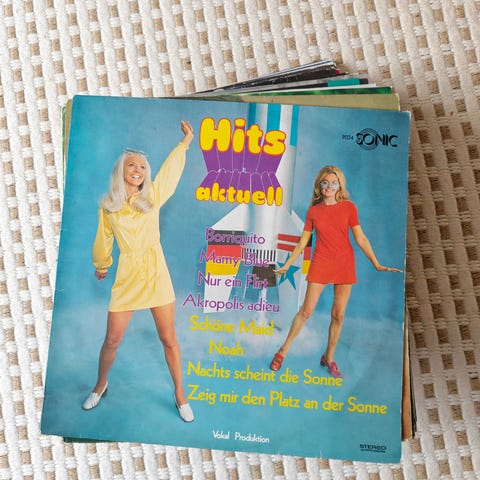 Hits
aktuell
9024 SONIC
Borriquito
Mamy Blue
Nur ein Flirt
Akropolis adieu
Schöne Maid
Noah
Nachts scheint die Sonne
Zeig mir den Platz an der Sonne
Vokal Produktion
STEREO